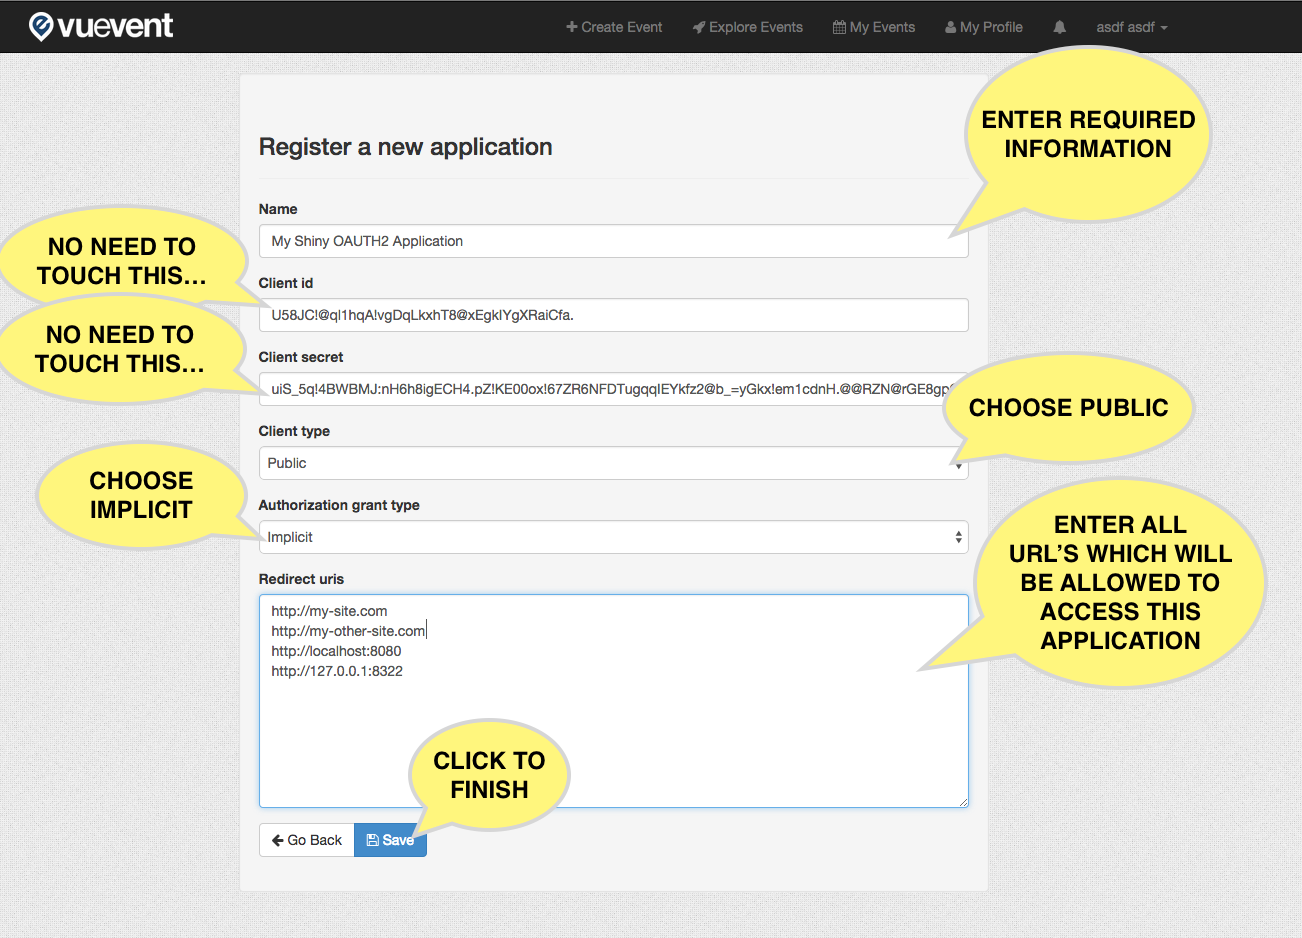 vuevent
Create Event Explore Events My Events My Profile asdf asdf
ENTER REQUIRED
INFORMATION
Register a new application
Name
My Shiny OAUTH2 Application
NO NEED TO
TOUCH THIS...
Client id
U58JC!@ql1hqA!vgDqLkxhT8@xEgkIYgXRaiCfa.
NO NEED TO
TOUCH THIS...
Client secret
uiS_5q!4BWBMJ:nH6h8igECH4.pZ!KE00ox!67ZR6NFDTugqqIEYkfz2@b_=yGkx!em1cdnH.@@RZN@rGE8gp
CHOOSE PUBLIC
Client type
Public
CHOOSE
IMPLICIT
Authorization grant type
Implicit
ENTER ALL
URL'S WHICH WILL
BE ALLOWED TO
ACCESS THIS
APPLICATION
Redirect uris
http://my-site.com
http://my-other-site.com
http://localhost:8080
http://127.0.0.1:8322
CLICK TO
FINISH
Go Back Save